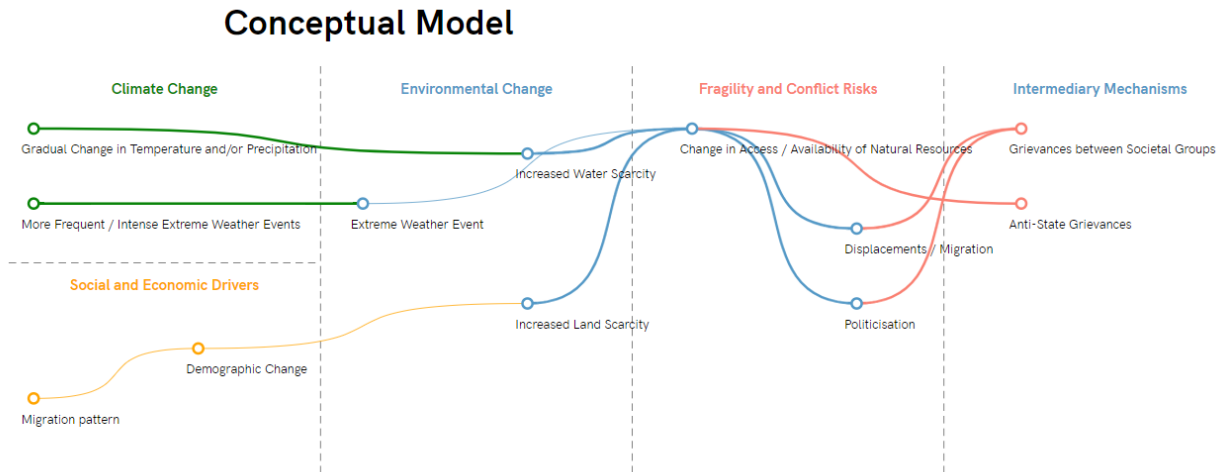 Conceptual Model
Climate Change
Environmental Change
Fragility and Conflict Risks
Intermediary Mechanisms
Gradual Change in Temperature and/or Precipitation
Increased Water Scarcity
Change in Access / Availability of Natural Resources
Grievances between Societal Groups
More Frequent / Intense Extreme Weather Events
Extreme Weather Event
Anti-State Grievances
Displacements / Migration
Social and Economic Drivers
Increased Land Scarcity
Politicisation
Demographic Change
Migration pattern